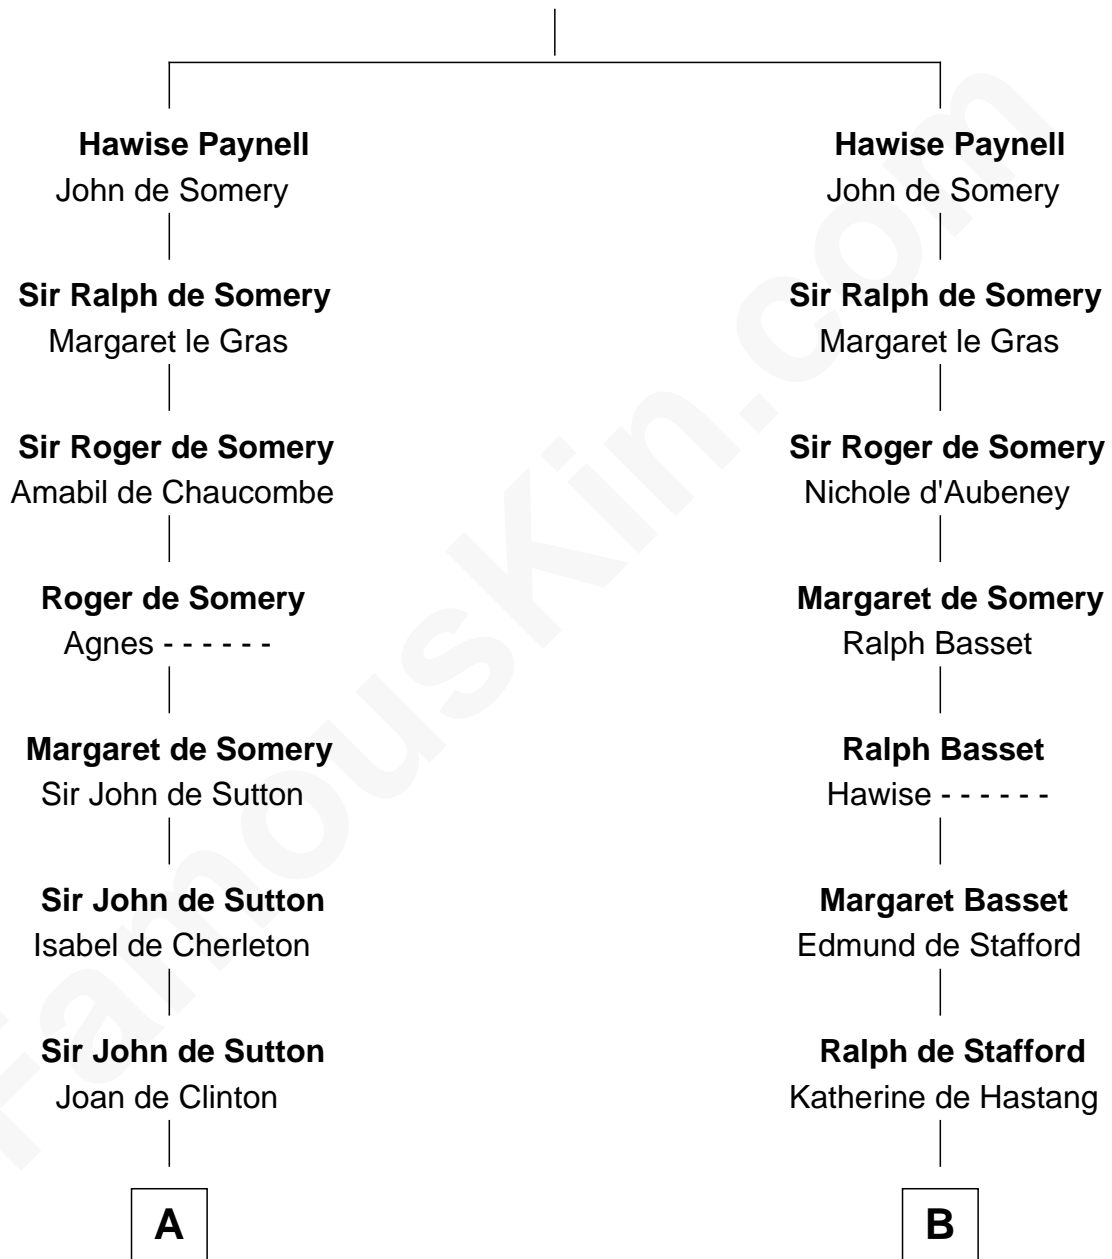 Hawise Paynell
John de Somery
Sir Ralph de Somery
Margaret le Gras
Sir Roger de Somery
Amabil de Chaucombe
Roger de Somery
Agnes - - - - - -
Margaret de Somery
Sir John de Sutton
Sir John de Sutton
Isabel de Cherleton
Sir John de Sutton
Joan de Clinton
A
Hawise Paynell
John de Somery
Sir Ralph de Somery
Margaret le Gras
Sir Roger de Somery
Nichole d'Aubeney
Margaret de Somery
Ralph Basset
Ralph Basset
Hawise - - - - - -
Margaret Basset
Edmund de Stafford
Ralph de Stafford
Katherine de Hastang
B
FamousKin.com